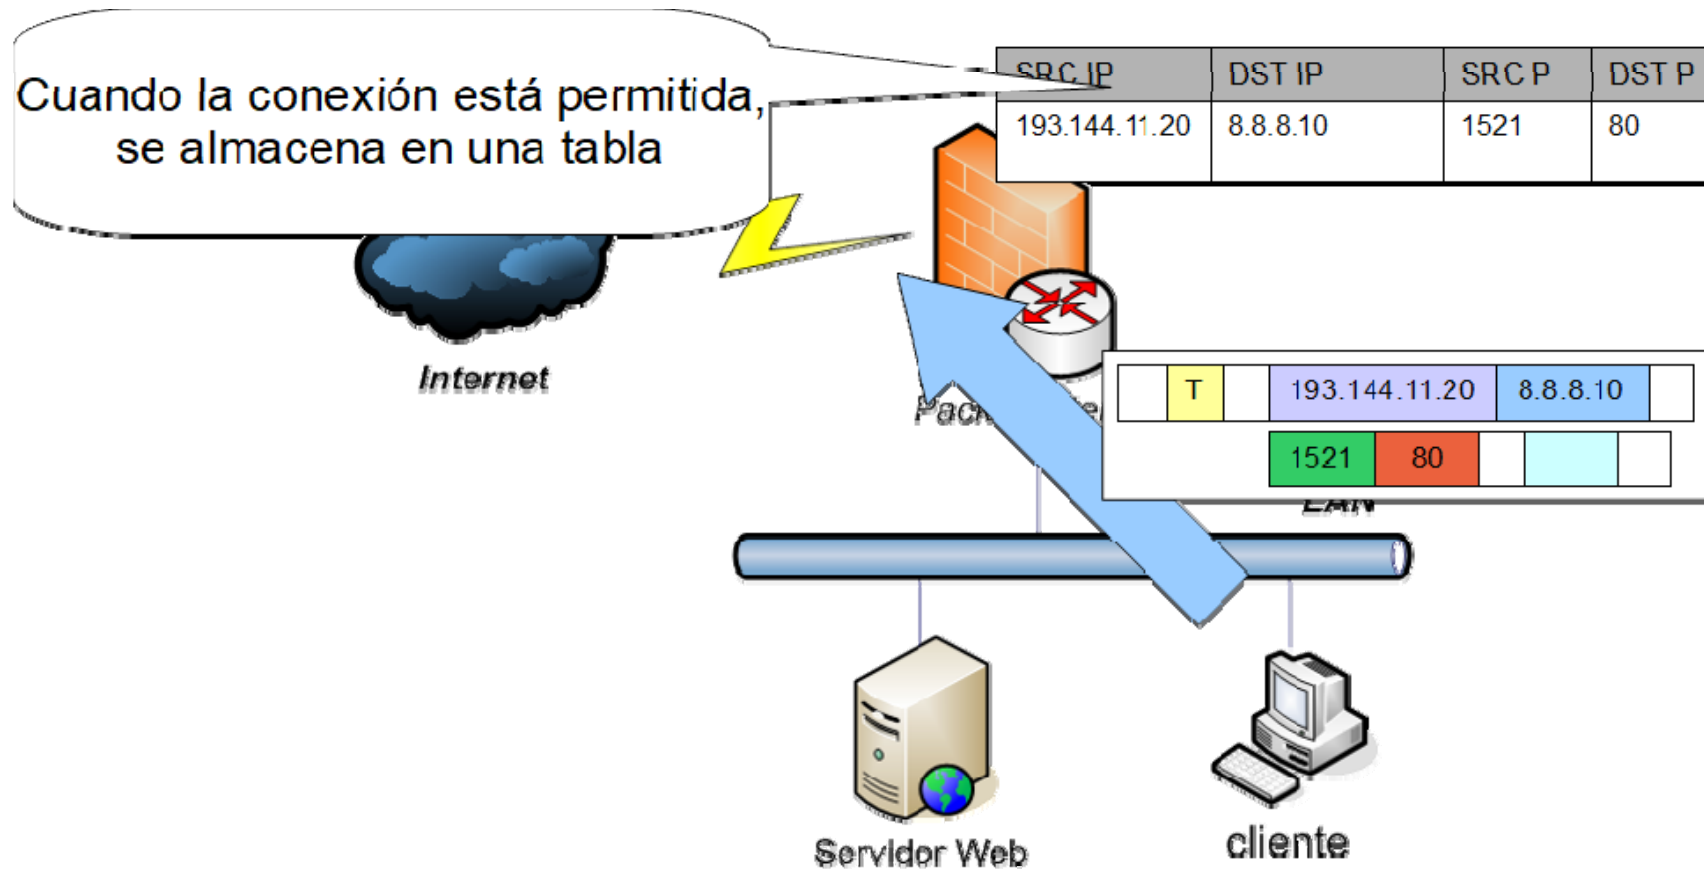 Cuando la conexión está permitida,
se almacena en una tabla
SRC IP DST IP SRC P DST P
193.144.11.20 8.8.8.10 1521 80
Internet
T 193.144.11.20 8.8.8.10
1521 80
LAN
Servidor Web
cliente